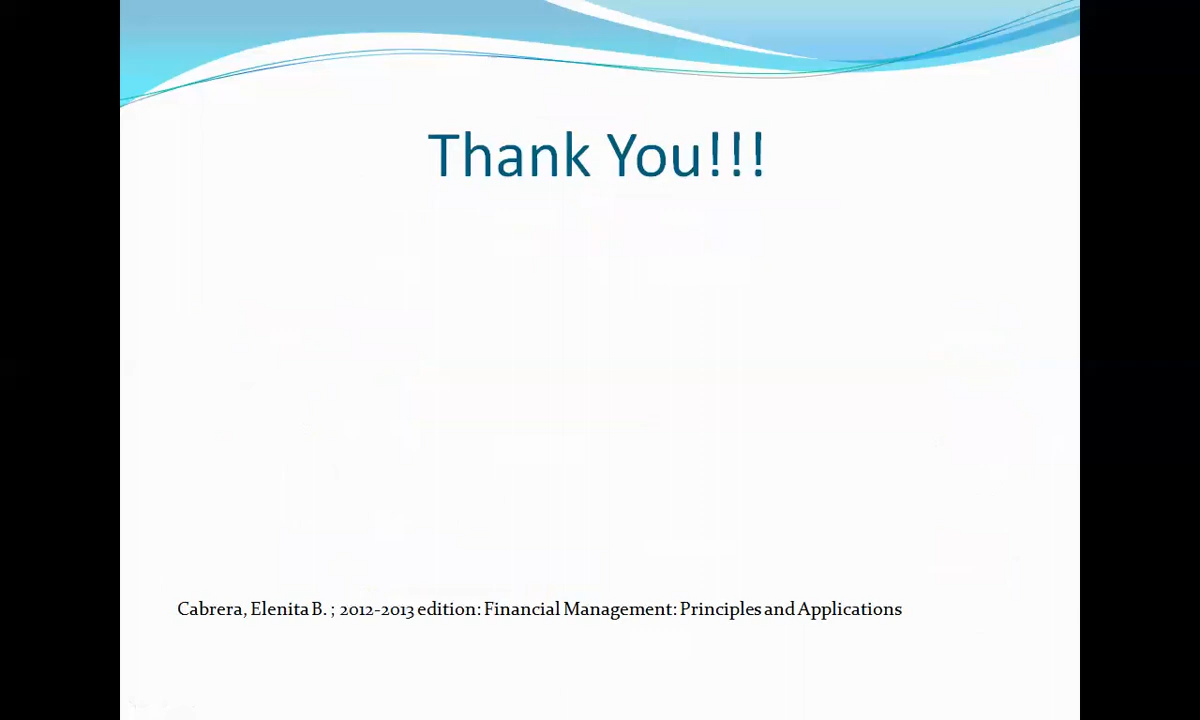 Thank You!!!
Cabrera, Elenita B. ; 2012-2013 edition: Financial Management: Principles and Applications